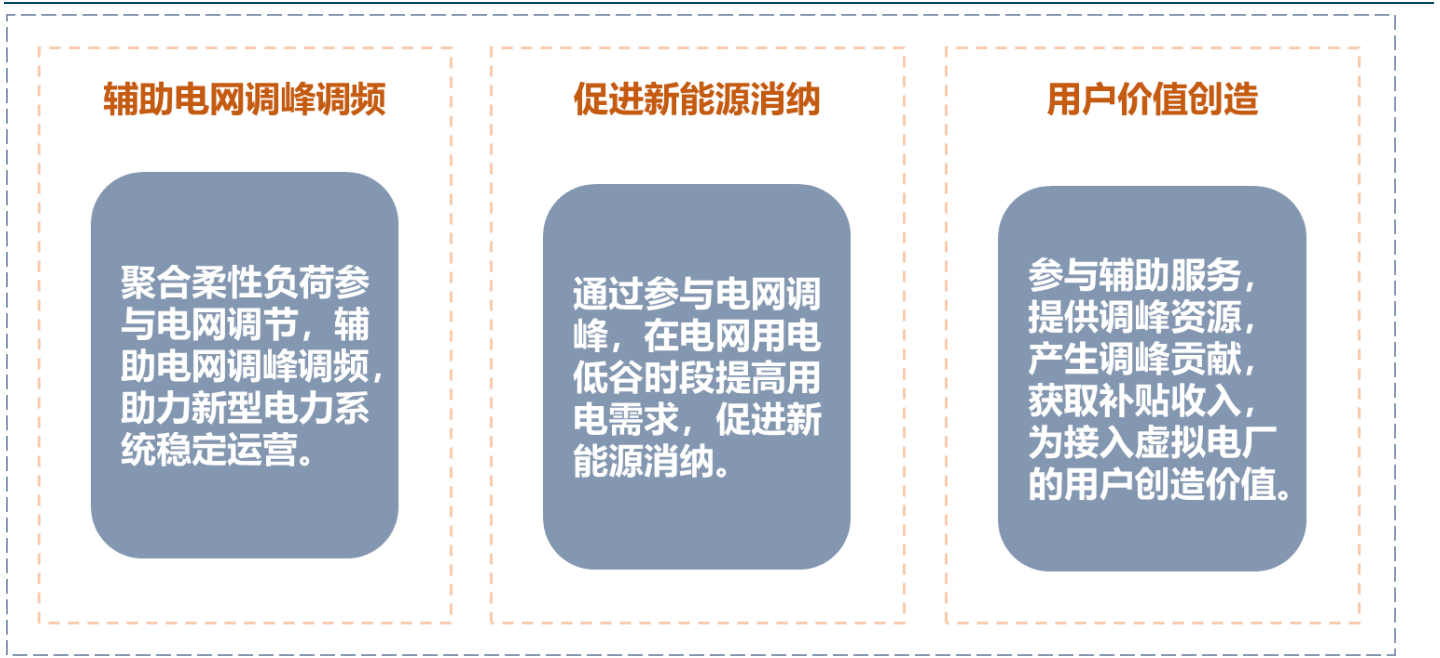 辅助电网调峰调频
聚合柔性负荷参
与电网调节，辅
助电网调峰调频，
助力新型电力系
统稳定运营。
促进新能源消纳
通过参与电网调
峰，在电网用电
低谷时段提高用
电需求，促进新
能源消纳。
用户价值创造
参与辅助服务，
提供调峰资源，
产生调峰贡献，
获取补贴收入，
为接入虚拟电厂
的用户创造价值。